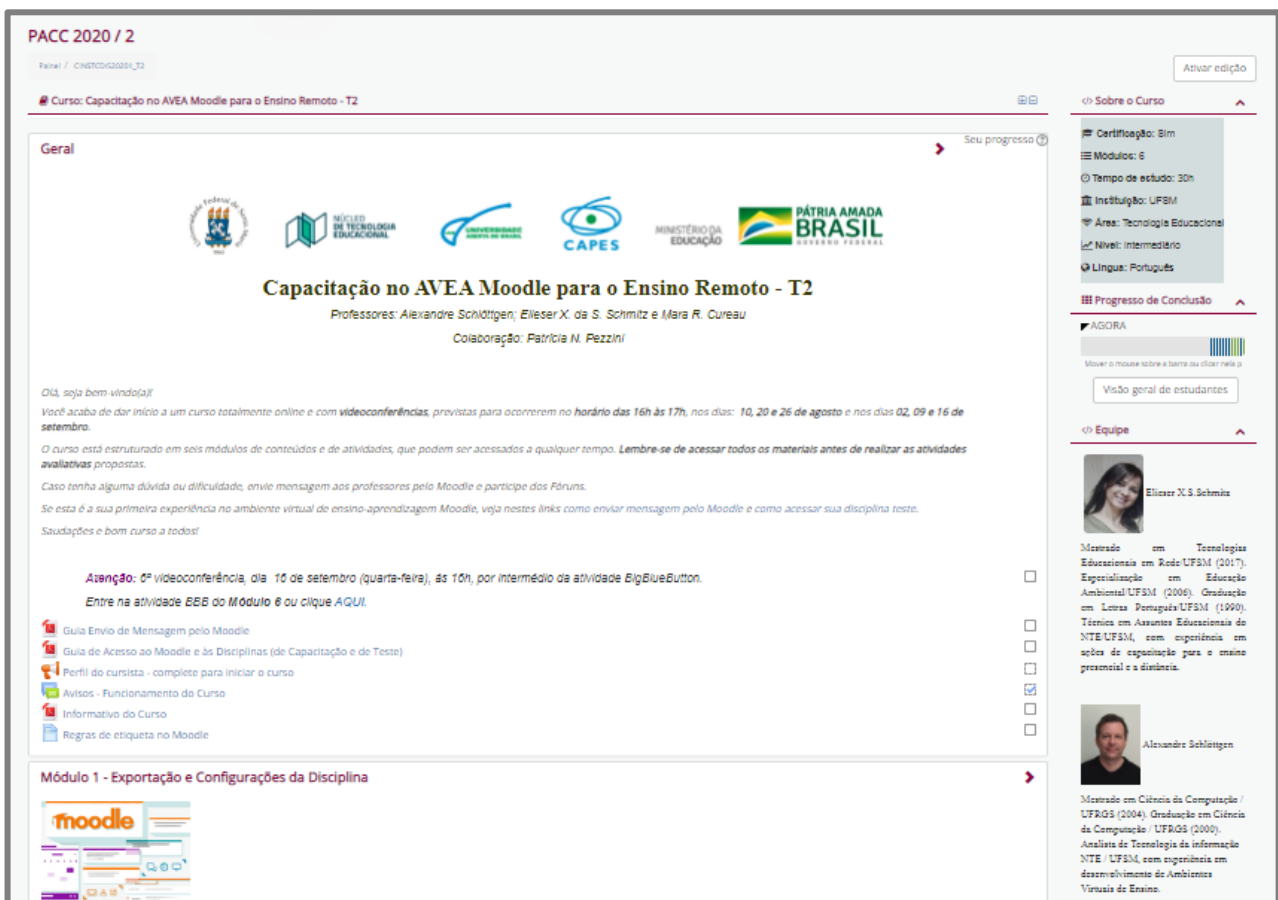 PACC 2020 / 2
Painel / CINSTCDIS20201_T2
Ativar edição
Curso: Capacitação no AVEA Moodle para o Ensino Remoto - T2
Geral
Seu progresso
Universidade Federal de Santa Maria
NÚCLEO
DE TECNOLOGIA
EDUCACIONAL
UNIVERSIDADE
ABERTA DO BRASIL
CAPES
MINISTÉRIO DA
EDUCAÇÃO
PÁTRIA AMADA
BRASIL
GOVERNO FEDERAL
Capacitação no AVEA Moodle para o Ensino Remoto - T2
Professores: Alexandre Schlöttgen; Elieser X. da S. Schmitz e Mara R. Cureau
Colaboração: Patrícia N. Pezzini
Olá, seja bem-vindo(a)!
Você acaba de dar início a um curso totalmente online e com videoconferências, previstas para ocorrerem no horário das 16h às 17h, nos dias: 10, 20 e 26 de agosto e nos dias 02, 09 e 16 de
setembro.
O curso está estruturado em seis módulos de conteúdos e de atividades, que podem ser acessados a qualquer tempo. Lembre-se de acessar todos os materiais antes de realizar as atividades
avaliativas propostas.
Caso tenha alguma dúvida ou dificuldade, envie mensagem aos professores pelo Moodle e participe dos Fóruns.
Se esta é a sua primeira experiência no ambiente virtual de ensino-aprendizagem Moodle, veja nestes links como enviar mensagem pelo Moodle e como acessar sua disciplina teste.
Saudações e bom curso a todos!
Atenção: 6ª videoconferência, dia 16 de setembro (quarta-feira), às 16h, por intermédio da atividade BigBlueButton.
Entre na atividade BBB do Módulo 6 ou clique AQUI.
Guia Envio de Mensagem pelo Moodle
Guia de Acesso ao Moodle e às Disciplinas (de Capacitação e de Teste)
Perfil do cursista - complete para iniciar o curso
Avisos - Funcionamento do Curso
Informativo do Curso
Regras de etiqueta no Moodle
Módulo 1 - Exportação e Configurações da Disciplina
moodle
Sobre o Curso
Certificação: Sim
Módulos: 6
Tempo de estudo: 30h
Instituição: UFSM
Área: Tecnologia Educacional
Nível: Intermediário
Língua: Português
Progresso de Conclusão
AGORA
Mover o mouse sobre a barra ou clicar nela p.
Visão geral de estudantes
Equipe
Elieser X.S.Schmitz
Mestrado em Tecnologias
Educacionais em Rede/UFSM (2017).
Especialização em Educação
Ambiental/UFSM (2006). Graduação
em Letras Português/UFSM (1990).
Técnica em Assuntos Educacionais do
NTE/UFSM, com experiência em
ações de capacitação para o ensino
presencial e a distância.
Alexandre Schlöttgen
Mestrado em Ciência da Computação /
UFRGS (2004). Graduação em Ciência
da Computação / UFRGS (2000).
Analista de Tecnologia da informação
NTE / UFSM, com experiência em
desenvolvimento de Ambientes
Virtuais de Ensino.